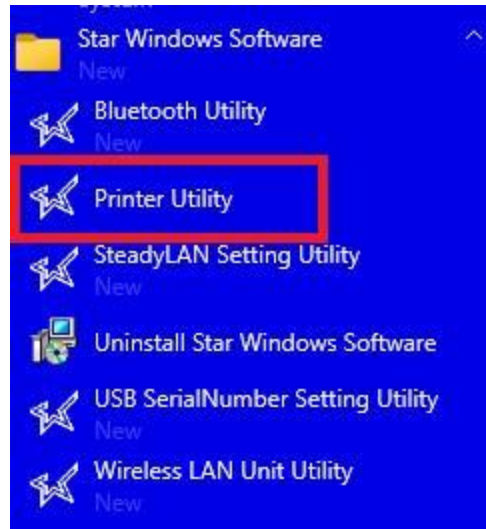 Star Windows Software
New
Bluetooth Utility
New
Printer Utility
SteadyLAN Setting Utility
New
Uninstall Star Windows Software
USB SerialNumber Setting Utility
New
Wireless LAN Unit Utility
New